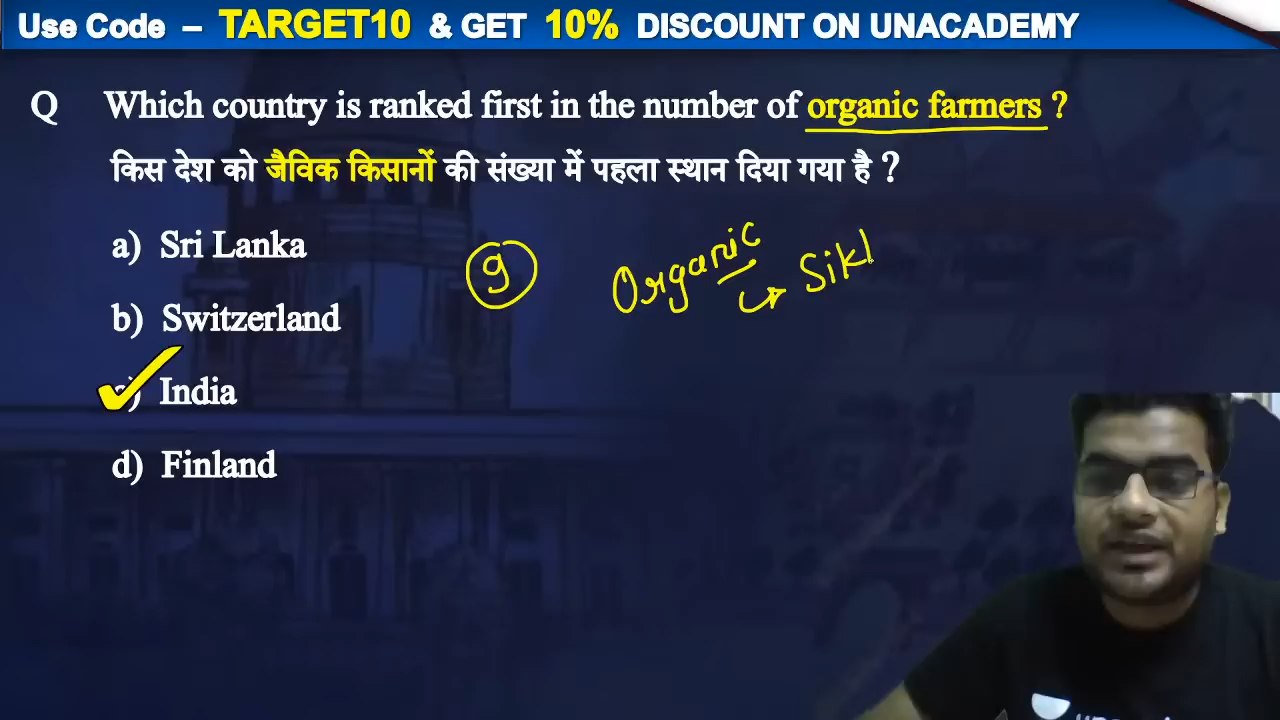 Use Code – TARGET10 & GET 10% DISCOUNT ON UNACADEMY
Q Which country is ranked first in the number of organic farmers ?
किस देश को जैविक किसानों की संख्या में पहला स्थान दिया गया है ?
a) Sri Lanka
9
Organic
Sik
b) Switzerland
India
d) Finland